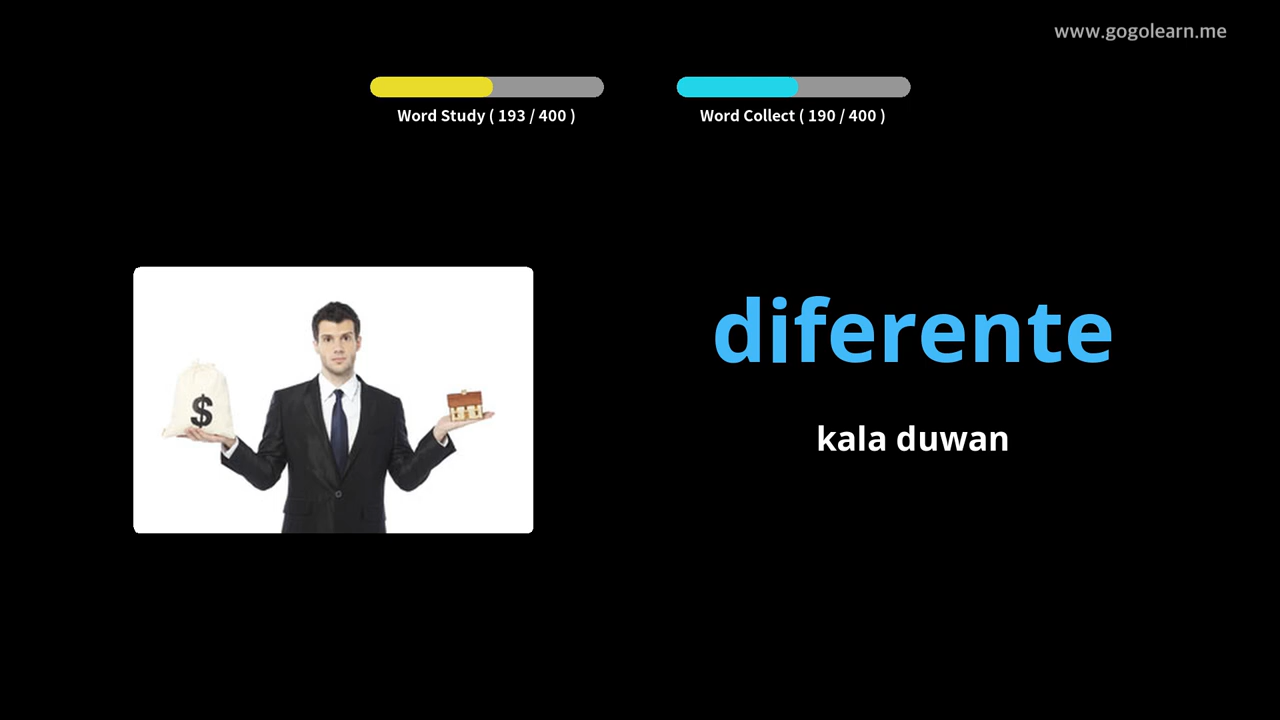 www.gogolearn.me
Word Study ( 193 / 400 )
Word Collect ( 190 / 400 )
diferente
kala duwan
$